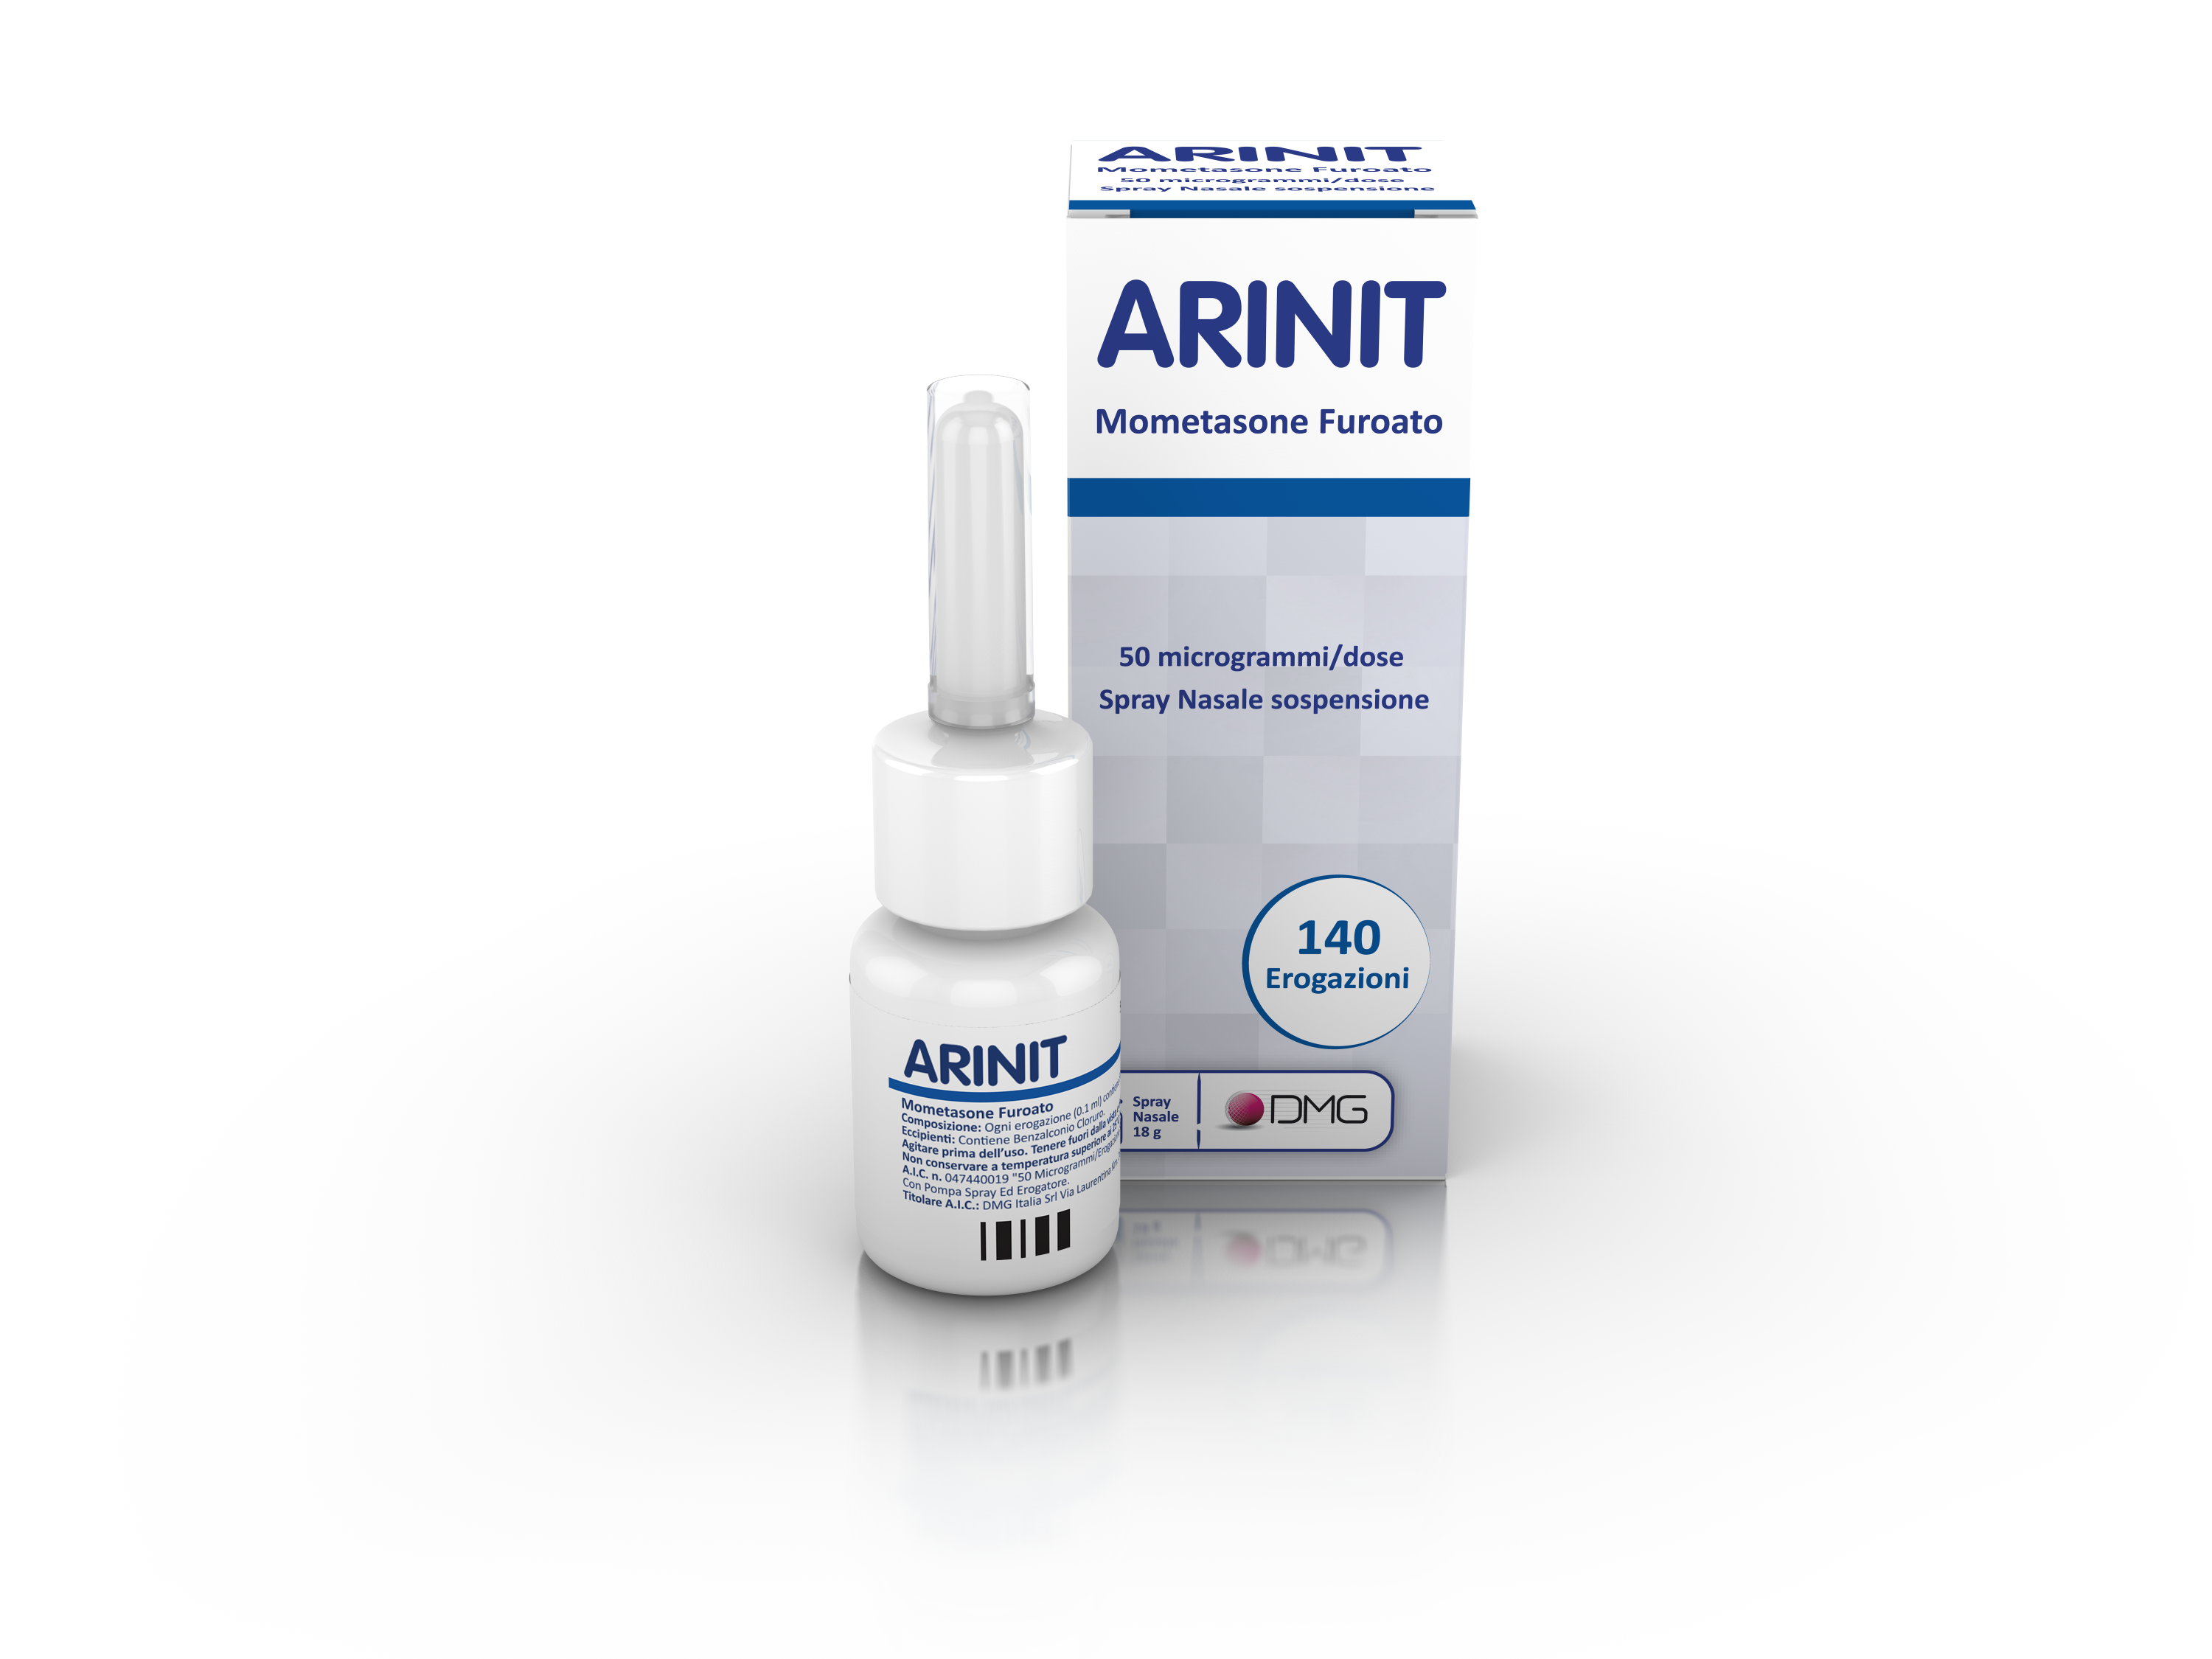 ARINIT
Mometasone Furoato
50 microgrammi/dose
Spray Nasale sospensione
ARINIT
Mometasone Furoato
50 microgrammi/dose
Spray Nasale sospensione
140
Erogazioni
Spray
Nasale
18 g
DMG
ARINIT
Mometasone Furoato
Composizione: Ogni erogazione (0.1 ml)
Eccipienti: Contiene Benzalconio Cloruro.
Agitare prima dell'uso. Tenere fuori dalla
Non conservare a temperatura superiore ai
A.I.C. n. 047440019 "50 Microgrammi/
Con Pompa Spray Ed Erogatore.
Titolare A.I.C.: DMG Italia Srl Via Laurentina